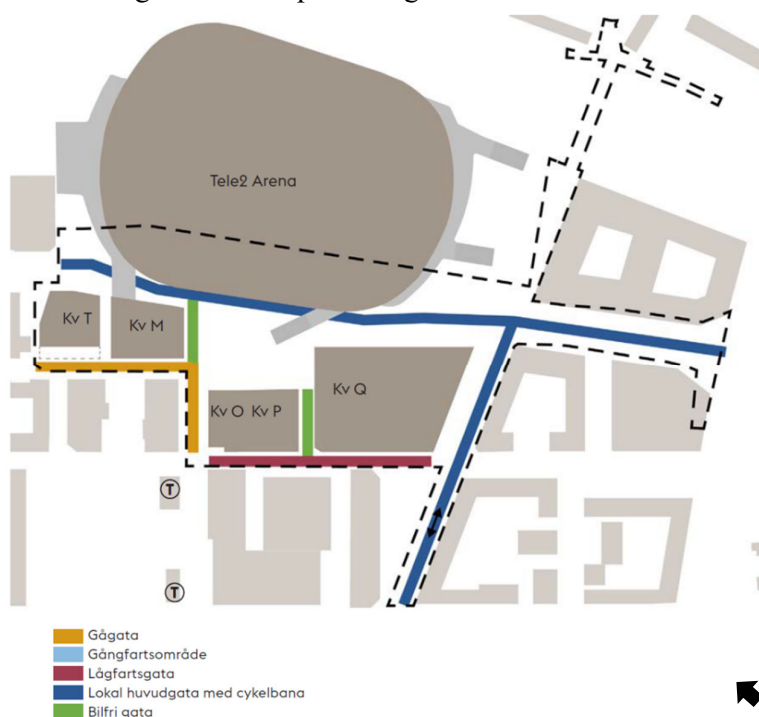 Tele2 Arena
Kv T
Kv M
Kv Q
Kv O Kv P
T
T
Gågata
Gångfartsområde
Lågfartsgata
Lokal huvudgata med cykelbana
Bilfri gata